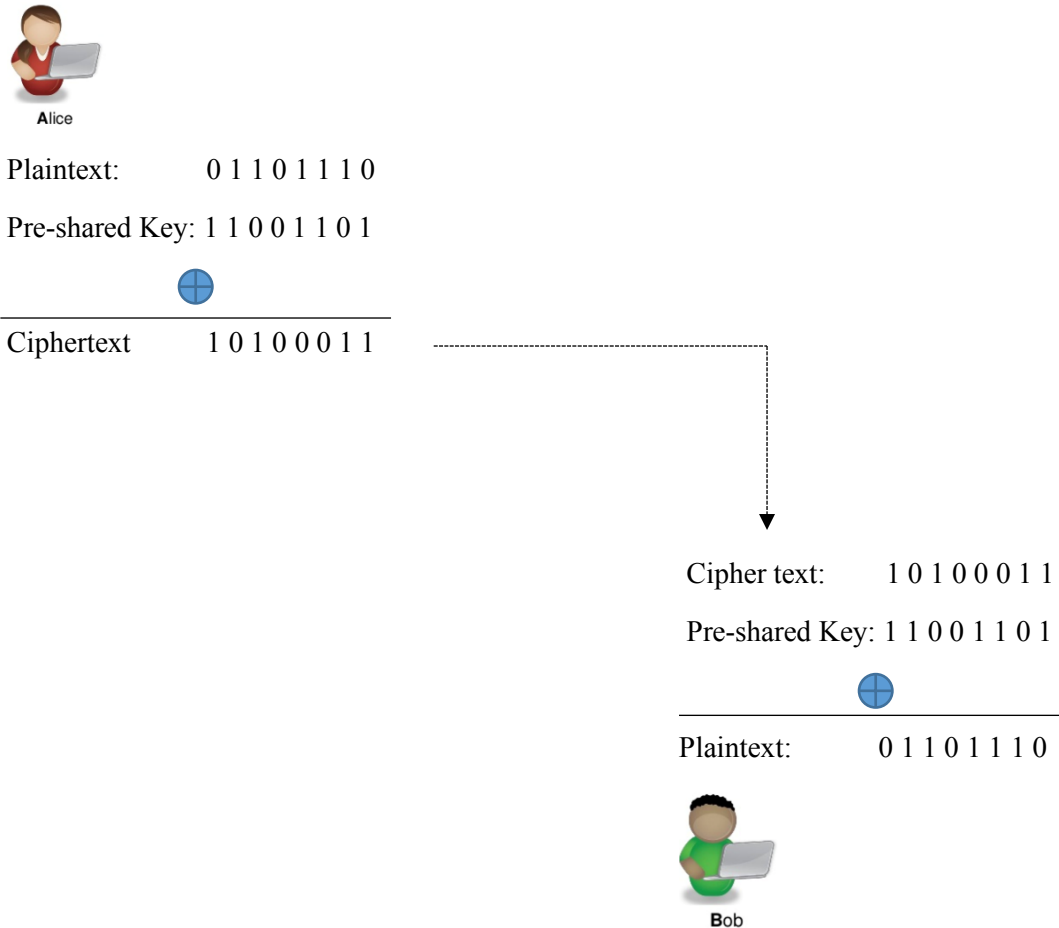 Alice
Plaintext: 0 1 1 0 1 1 1 0
Pre-shared Key: 1 1 0 0 1 1 0 1
Ciphertext 1 0 1 0 0 0 1 1
Cipher text: 1 0 1 0 0 0 1 1
Pre-shared Key: 1 1 0 0 1 1 0 1
Plaintext: 0 1 1 0 1 1 1 0
Bob